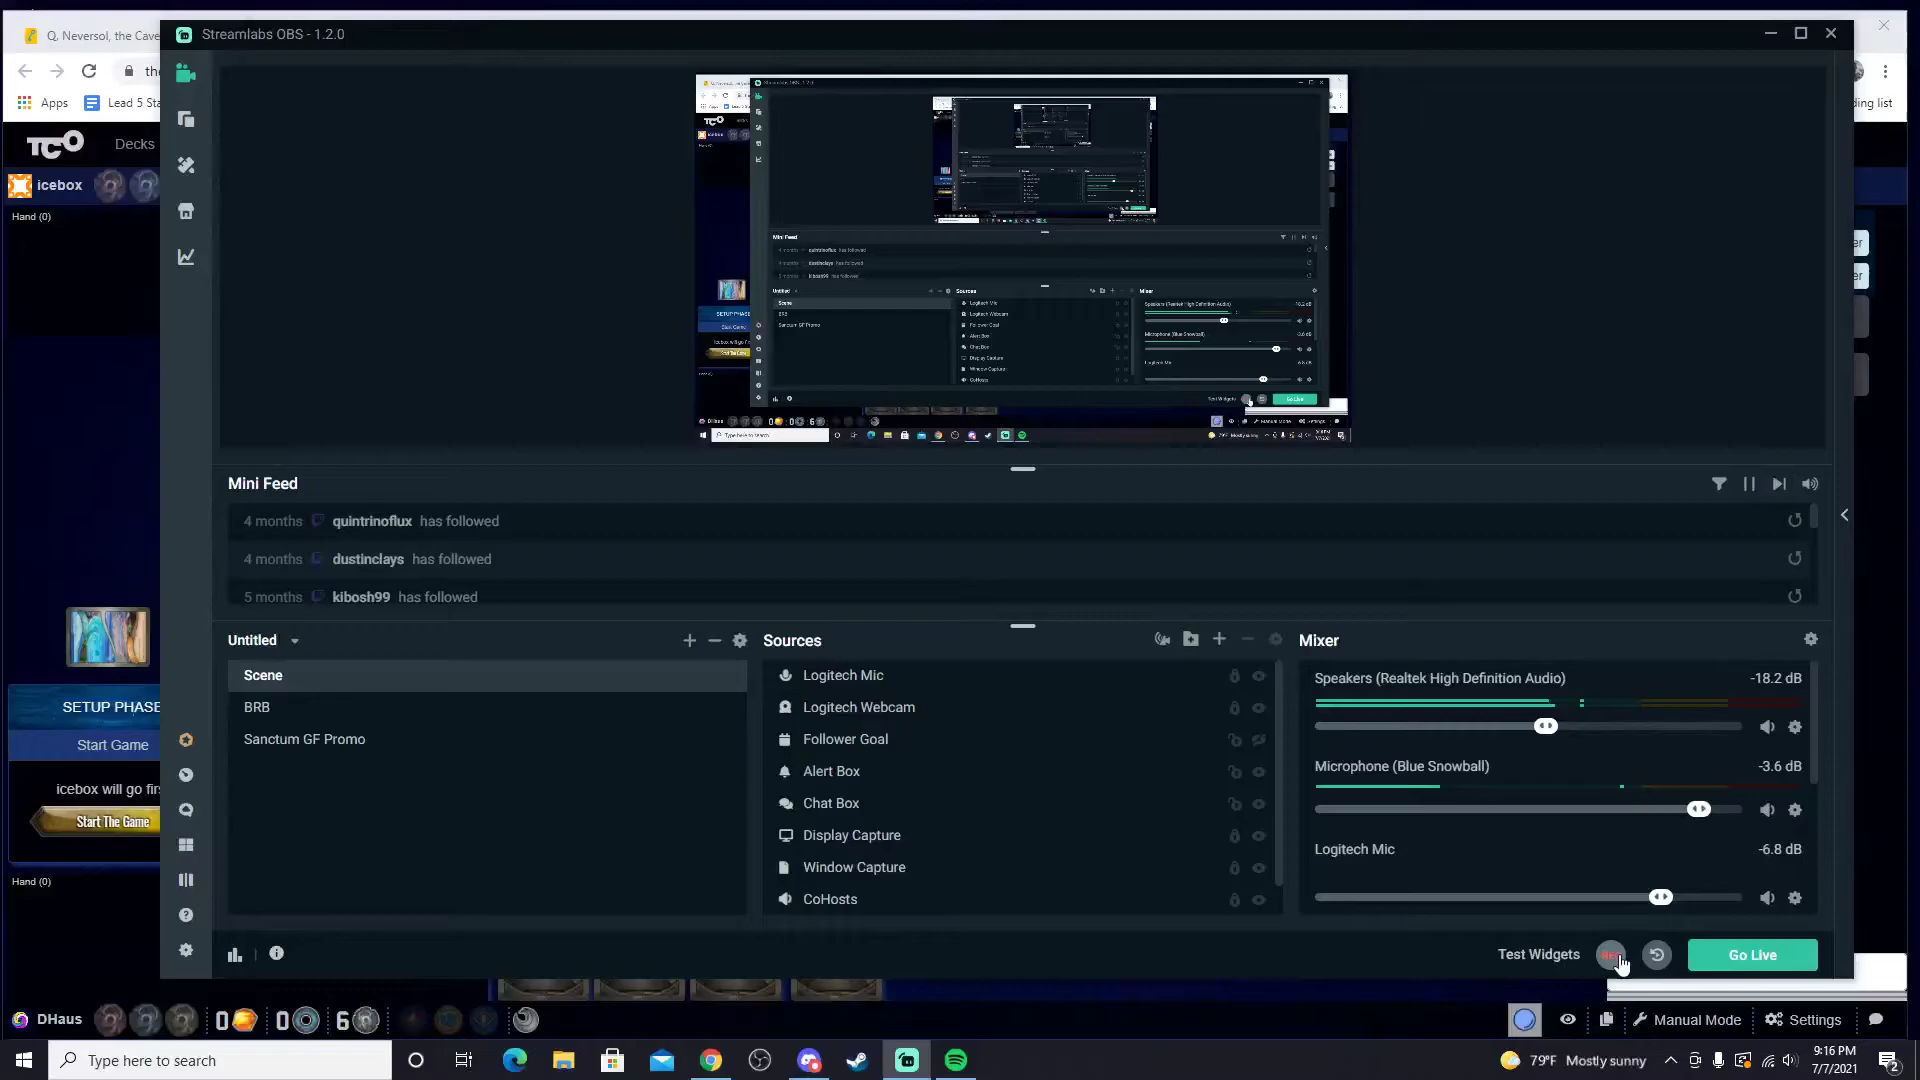 Q, Neversol, the Cave
Streamlabs OBS - 1.2.0
the
Apps
Lead 5 Sta
ding list
TCO
Decks
icebox
Hand (0)
Mini Feed
4 months quintrinoflux has followed
4 months dustinclays has followed
5 months kibosh99 has followed
Untitled
Sources
Mixer
Scene
BRB
Sanctum GF Promo
Logitech Mic
Logitech Webcam
Follower Goal
Alert Box
Chat Box
Display Capture
Window Capture
CoHosts
Speakers (Realtek High Definition Audio) -18.2 dB
Microphone (Blue Snowball) -3.6 dB
Logitech Mic -6.8 dB
SETUP PHASE
Start Game
icebox will go firs
Start The Game
Hand (0)
Test Widgets
Go Live
DHaus
0
0
6
Manual Mode
Settings
Type here to search
79°F Mostly sunny
9:16 PM
7/7/2021
2